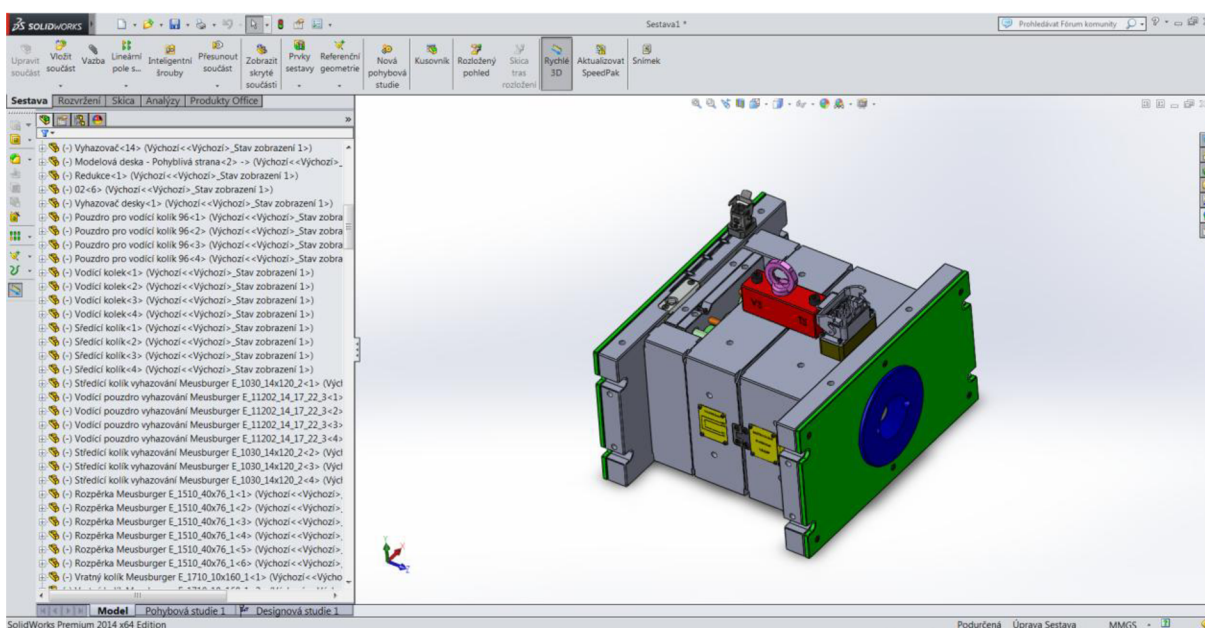 SOLIDWORKS
Sestava1 *
Prohledávat Fórum komunity
Upravit součást
Vložit součást
Vazba
Lineární pole s...
Inteligentní šrouby
Přesunout součást
Zobrazit skryté součásti
Prvky sestavy
Referenční geometrie
Nová pohybová studie
Kusovník
Rozložený pohled
Skica tras rozložení
Rychlé 3D
Aktualizovat SpeedPak
Snímek
Sestava Rozvržení Skica Analýzy Produkty Office
(-) Vyhazovač<14> (Výchozí<<Výchozí>_Stav zobrazení 1>)
(-) Modelová deska - Pohyblivá strana<2> -> (Výchozí<<Výchozí>_
(-) Redukce<1> (Výchozí<<Výchozí>_Stav zobrazení 1>)
(-) 02<6> (Výchozí<<Výchozí>_Stav zobrazení 1>)
(-) Vyhazovač desky<1> (Výchozí<<Výchozí>_Stav zobrazení 1>)
(-) Pouzdro pro vodící kolík 96<1> (Výchozí<<Výchozí>_Stav zobra
(-) Pouzdro pro vodící kolík 96<2> (Výchozí<<Výchozí>_Stav zobra
(-) Pouzdro pro vodící kolík 96<3> (Výchozí<<Výchozí>_Stav zobra
(-) Pouzdro pro vodící kolík 96<4> (Výchozí<<Výchozí>_Stav zobra
(-) Vodící kolek<1> (Výchozí<<Výchozí>_Stav zobrazení 1>)
(-) Vodící kolek<2> (Výchozí<<Výchozí>_Stav zobrazení 1>)
(-) Vodící kolek<3> (Výchozí<<Výchozí>_Stav zobrazení 1>)
(-) Vodící kolek<4> (Výchozí<<Výchozí>_Stav zobrazení 1>)
(-) Sředící kolík<1> (Výchozí<<Výchozí>_Stav zobrazení 1>)
(-) Sředící kolík<2> (Výchozí<<Výchozí>_Stav zobrazení 1>)
(-) Sředící kolík<3> (Výchozí<<Výchozí>_Stav zobrazení 1>)
(-) Sředící kolík<4> (Výchozí<<Výchozí>_Stav zobrazení 1>)
(-) Středící kolík vyhazování Meusburger E_1030_14x120_2<1> (Výcl
(-) Vodící pouzdro vyhazování Meusburger E_11202_14_17_22_3<1>
(-) Vodící pouzdro vyhazování Meusburger E_11202_14_17_22_3<2>
(-) Vodící pouzdro vyhazování Meusburger E_11202_14_17_22_3<3>
(-) Vodící pouzdro vyhazování Meusburger E_11202_14_17_22_3<4>
(-) Středící kolík vyhazování Meusburger E_1030_14x120_2<2> (Výcl
(-) Středící kolík vyhazování Meusburger E_1030_14x120_2<3> (Výcl
(-) Středící kolík vyhazování Meusburger E_1030_14x120_2<4> (Výcl
(-) Rozpěrka Meusburger E_1510_40x76_1<1> (Výchozí<<Výchozí>_
(-) Rozpěrka Meusburger E_1510_40x76_1<2> (Výchozí<<Výchozí>_
(-) Rozpěrka Meusburger E_1510_40x76_1<3> (Výchozí<<Výchozí>_
(-) Rozpěrka Meusburger E_1510_40x76_1<4> (Výchozí<<Výchozí>_
(-) Rozpěrka Meusburger E_1510_40x76_1<5> (Výchozí<<Výchozí>_
(-) Rozpěrka Meusburger E_1510_40x76_1<6> (Výchozí<<Výchozí>_
(-) Vratný kolík Meusburger E_1710_10x160_1<1> (Výchozí<<Výcho
Model Pohybová studie 1 Designová studie 1
SolidWorks Premium 2014 x64 Edition
Podurčená Úprava Sestava MMGS